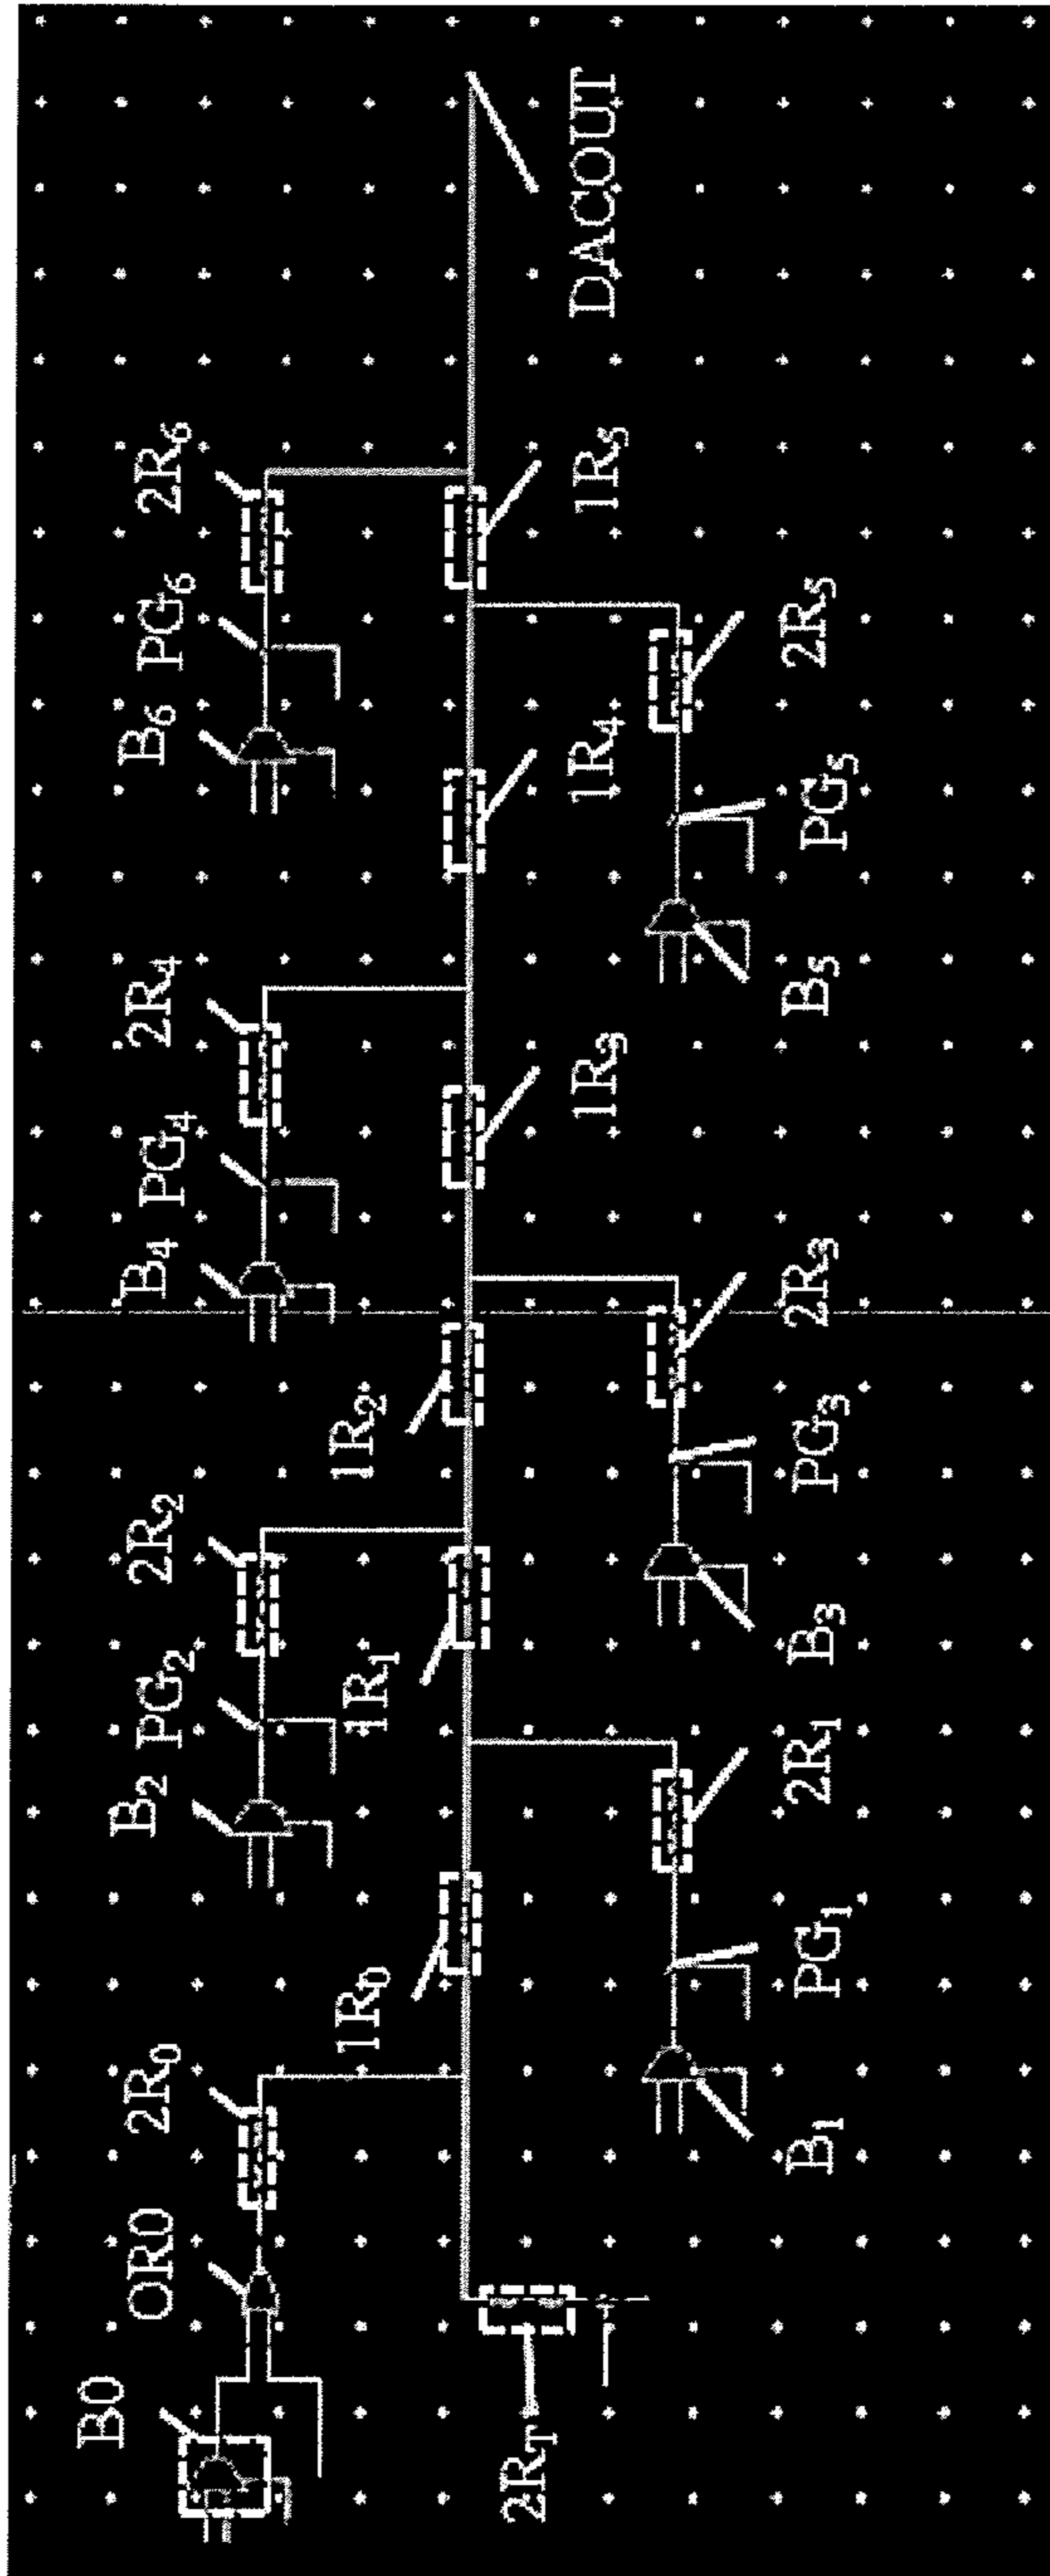 B0
OR0
2R0
B2
PG2
2R2
B4
PG4
2R4
B6
PG6
2R6
1R0
1R1
1R2
2RT
1R3
1R4
1R5
DACOUT
B1
PG1
2R1
B3
PG3
2R3
B5
PG5
2R5